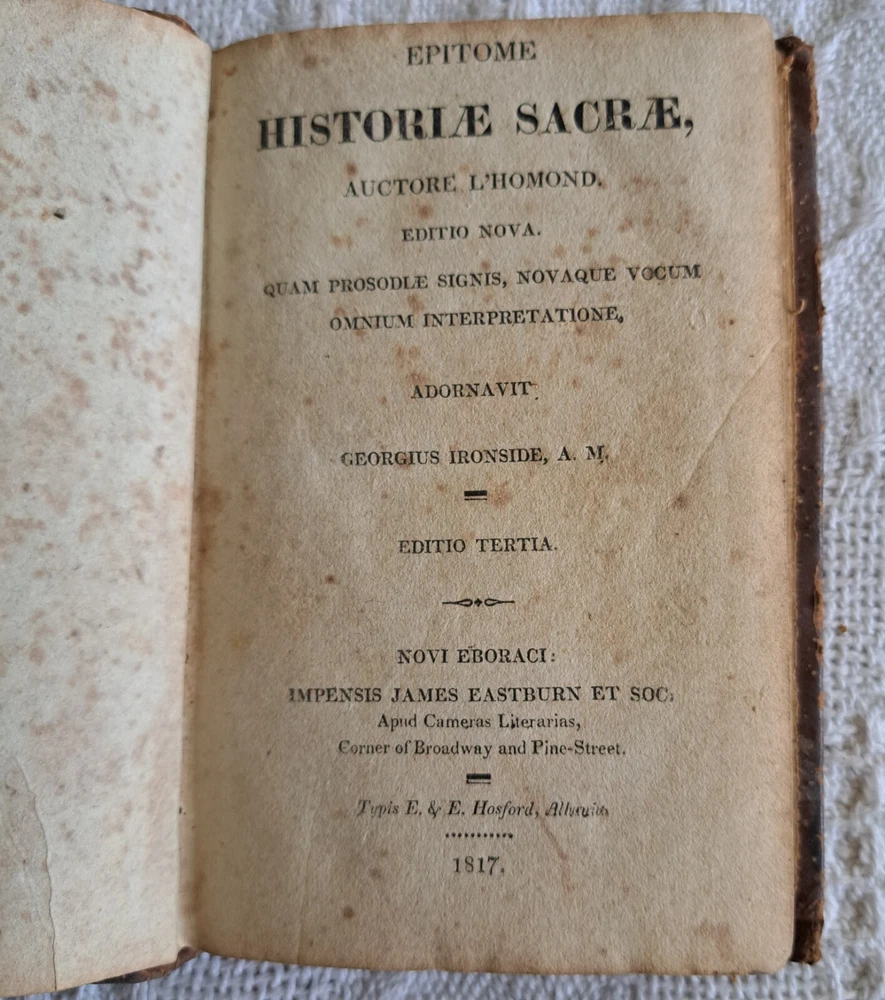 EPITOME
HISTORIÆ SACRÆ,
AUCTORE L'HOMOND.
EDITIO NOVA.
QUAM PROSODIÆ SIGNIS, NOVAQUE VOCUM
OMNIUM INTERPRETATIONE,
ADORNAVIT
GEORGIUS IRONSIDE, A. M.
EDITIO TERTIA.
NOVI EBORACI:
IMPENSIS JAMES EASTBURN ET SOC.
Apud Cameras Literarias,
Corner of Broadway and Pine-Street.
Typis E. & E. Hosford,
1817.